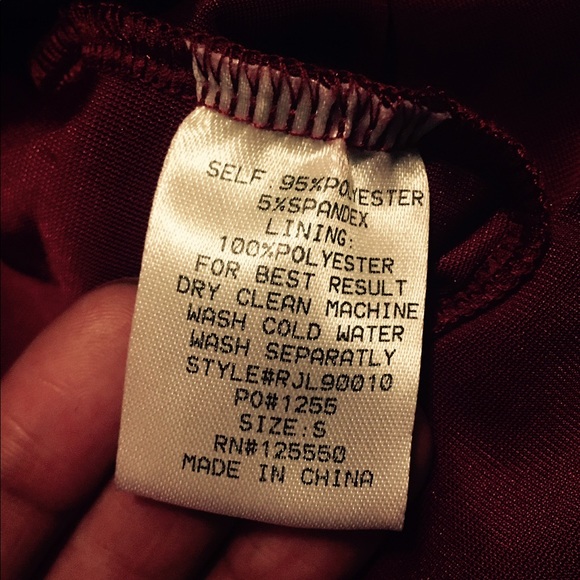 SELF:95%POLYESTER
5%SPANDEX
LINING:
100%POLYESTER
FOR BEST RESULT
DRY CLEAN MACHINE
WASH COLD WATER
WASH SEPARATLY
STYLE#RJL90010
PO#1255
SIZE:S
RN#125550
MADE IN CHINA